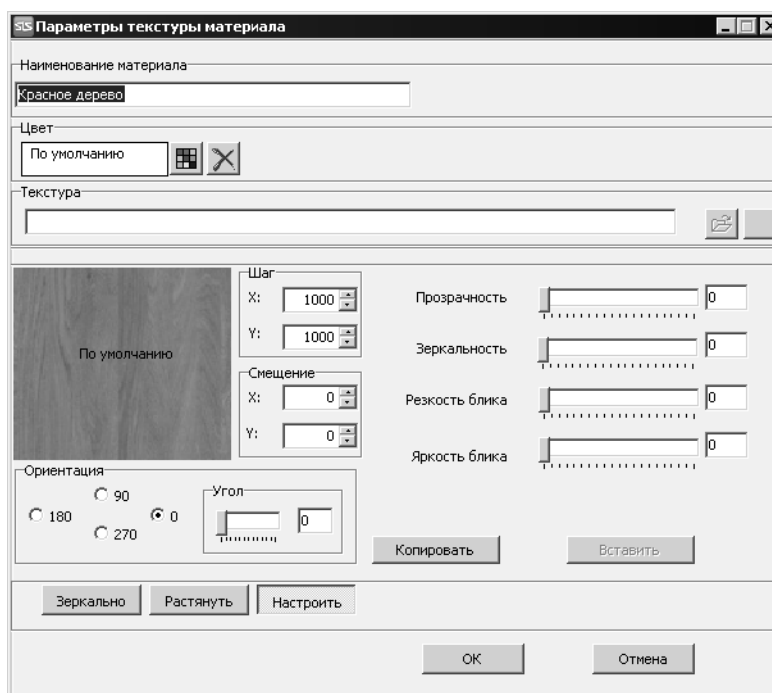 SLS Параметры текстуры материала
Наименование материала
Красное дерево
Цвет
По умолчанию
Текстура
По умолчанию
Шаг
X: 1000
Y: 1000
Смещение
X: 0
Y: 0
Прозрачность 0
Зеркальность 0
Резкость блика 0
Яркость блика 0
Ориентация
90
180
0
270
Угол
0
Копировать
Вставить
Зеркально
Растянуть
Настроить
OK
Отмена